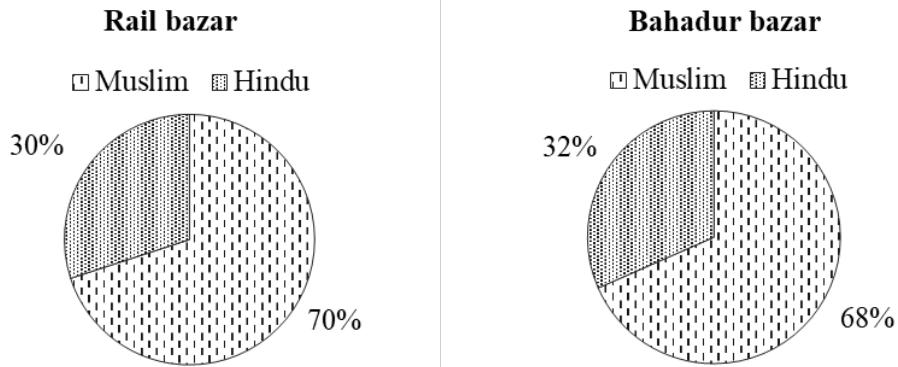 Rail bazar
Muslim Hindu
30%
70%
Bahadur bazar
Muslim Hindu
32%
68%